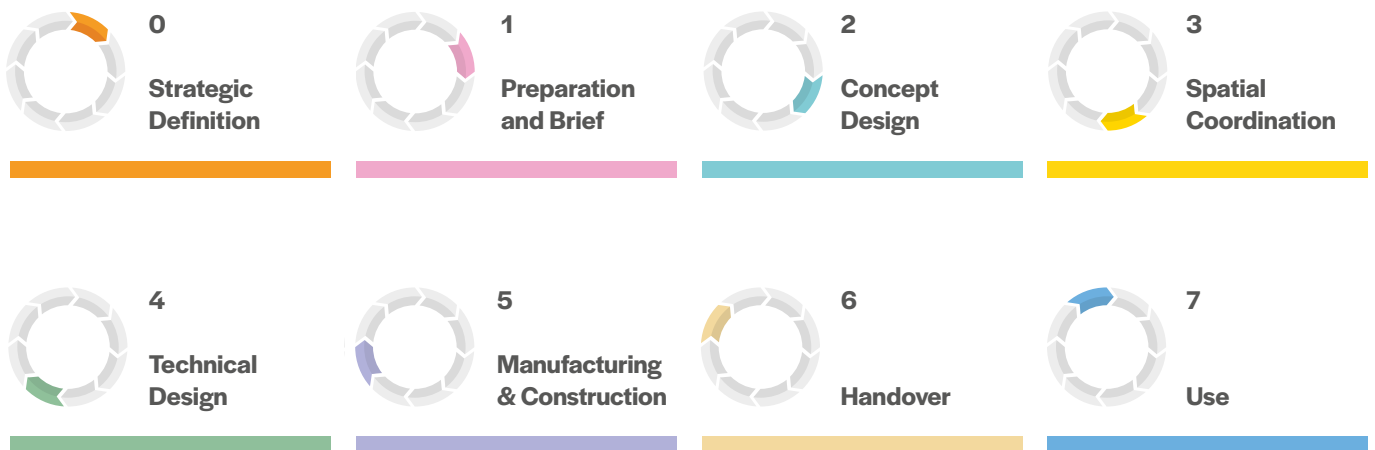 0
Strategic
Definition
1
Preparation
and Brief
2
Concept
Design
3
Spatial
Coordination
4
Technical
Design
5
Manufacturing
& Construction
6
Handover
7
Use